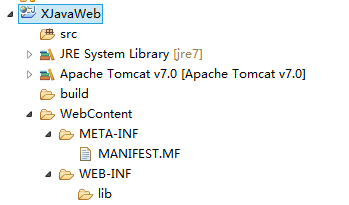 XJavaWeb
src
JRE System Library [jre7]
Apache Tomcat v7.0 [Apache Tomcat v7.0]
build
WebContent
META-INF
MANIFEST.MF
WEB-INF
lib